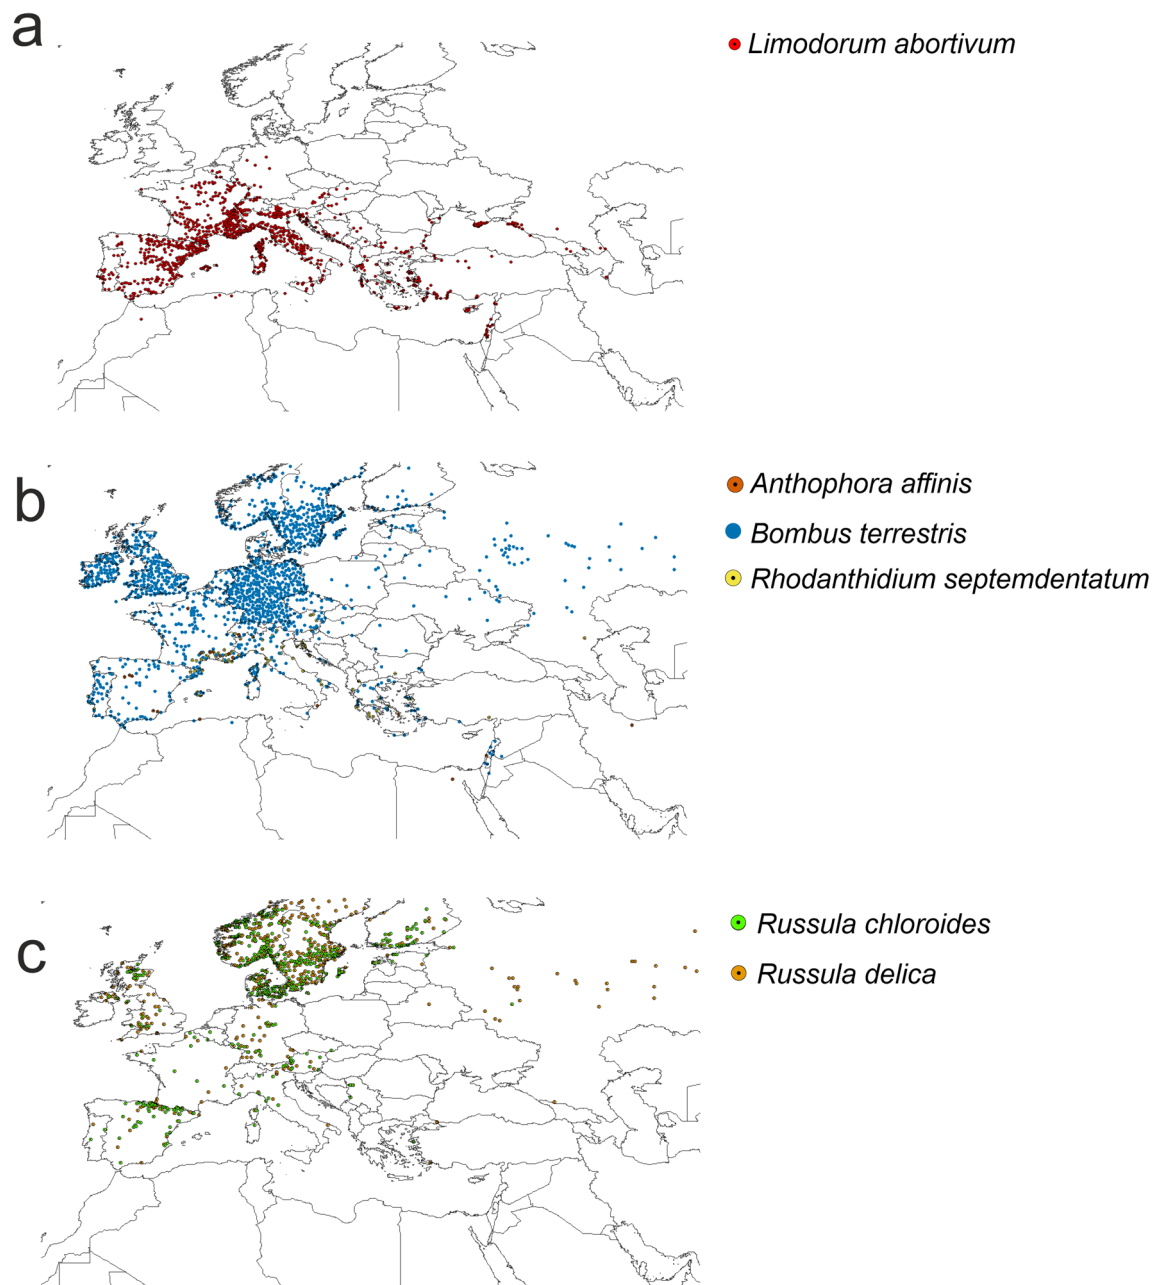 a
Limodorum abortivum
b
Anthophora affinis
Bombus terrestris
Rhodanthidium septemdentatum
c
Russula chloroides
Russula delica